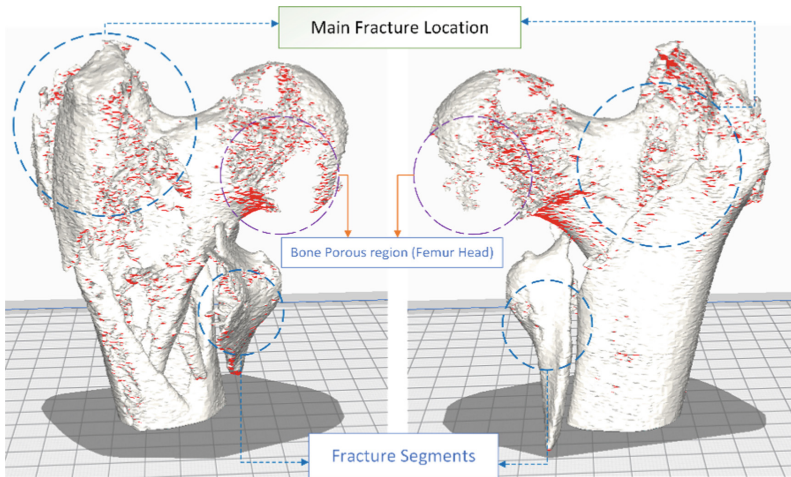 Main Fracture Location
Bone Porous region (Femur Head)
Fracture Segments